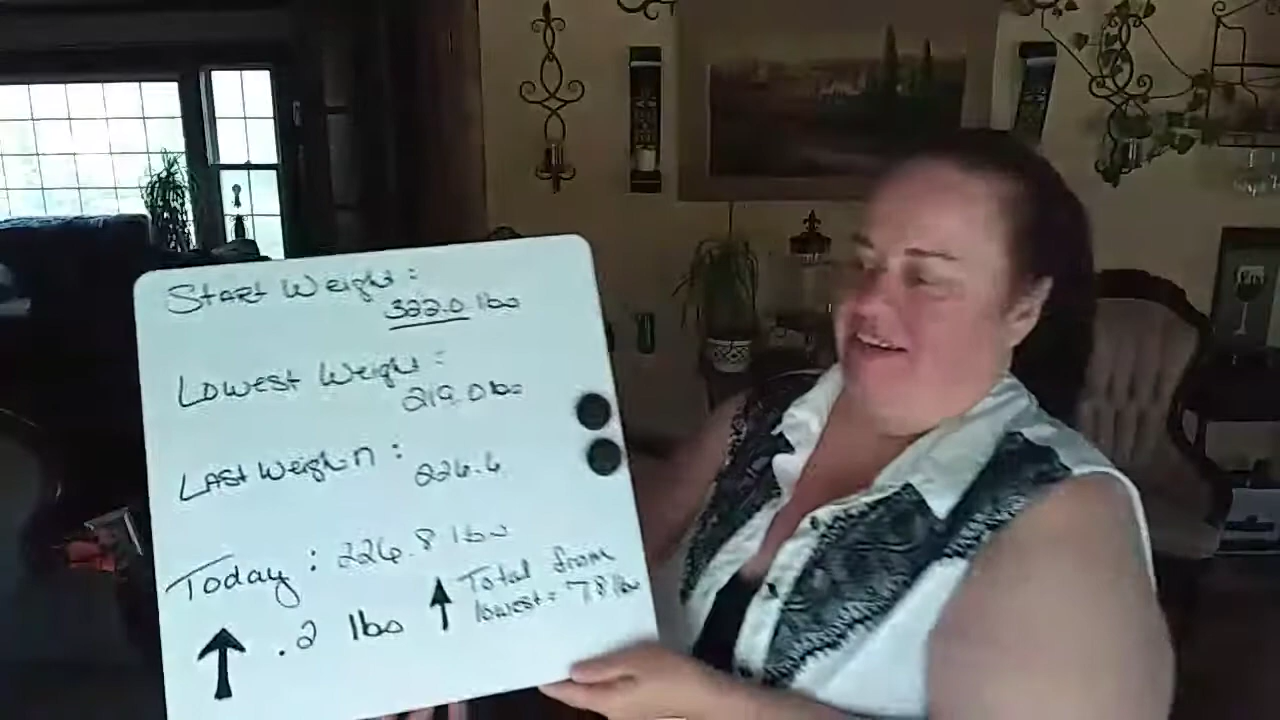 Start Weight:
322.0 lbs
Lowest Weight:
219.0 lbs
Last Weigh n:
226.6
Today: 226.8 lbs
↑ .2 lbs
↑ Total from
lowest = 7.8 lbs